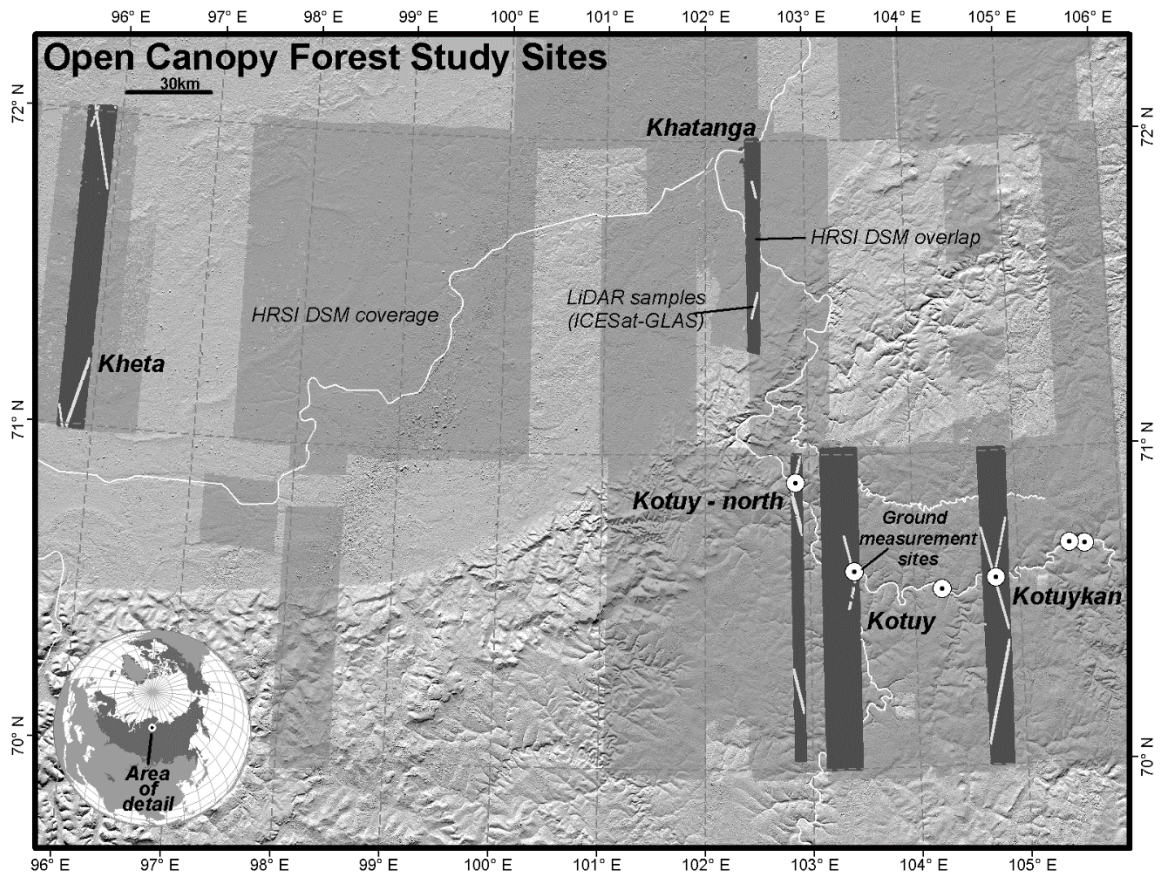 96° E 97° E 98° E 99° E 100° E 101° E 102° E 103° E 104° E 105° E 106° E
Open Canopy Forest Study Sites
30km
72° N
72° N
Khatanga
HRSI DSM overlap
LiDAR samples
(ICESat-GLAS)
HRSI DSM coverage
Kheta
71° N
71° N
Kotuy - north
Ground
measurement
sites
Kotuykan
Kotuy
70° N
70° N
Area
of
detail
96° E 97° E 98° E 99° E 100° E 101° E 102° E 103° E 104° E 105° E